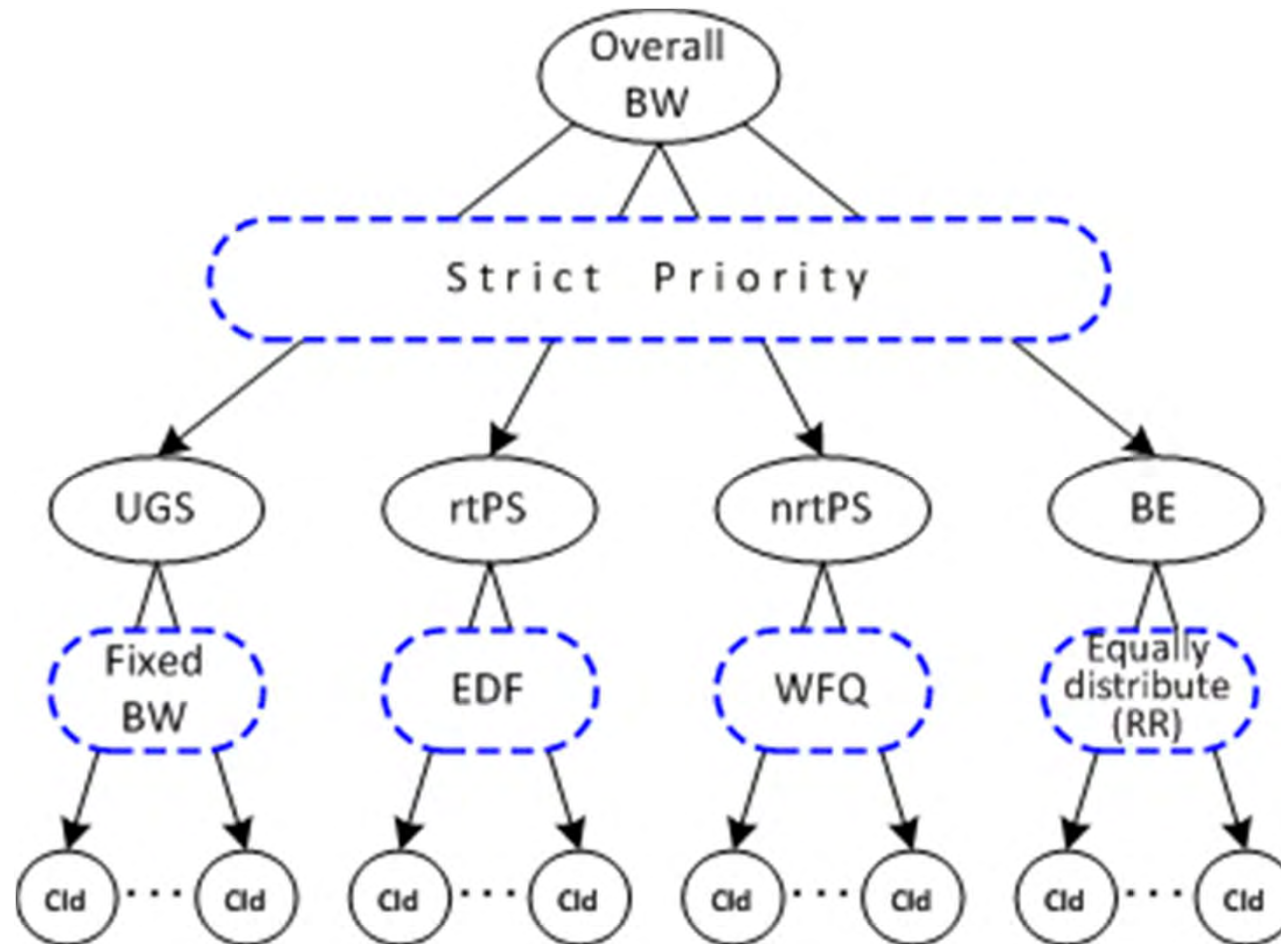 Overall
BW
Strict Priority
UGS
rtPS
nrtPS
BE
Fixed
BW
EDF
WFQ
Equally
distribute
(RR)
CId ... CId
CId ... CId
CId ... CId
CId ... CId